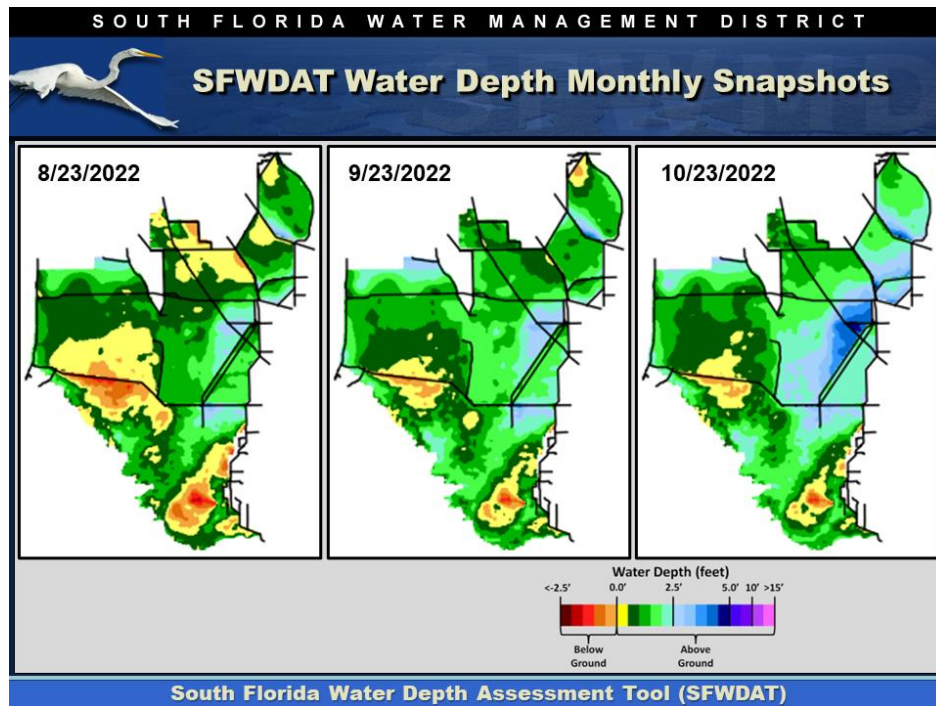 SOUTH FLORIDA WATER MANAGEMENT DISTRICT
SFWDAT Water Depth Monthly Snapshots
8/23/2022
9/23/2022
10/23/2022
Water Depth (feet)
<-2.5' 0.0' 2.5' 5.0' 10' >15'
Below Ground
Above Ground
South Florida Water Depth Assessment Tool (SFWDAT)